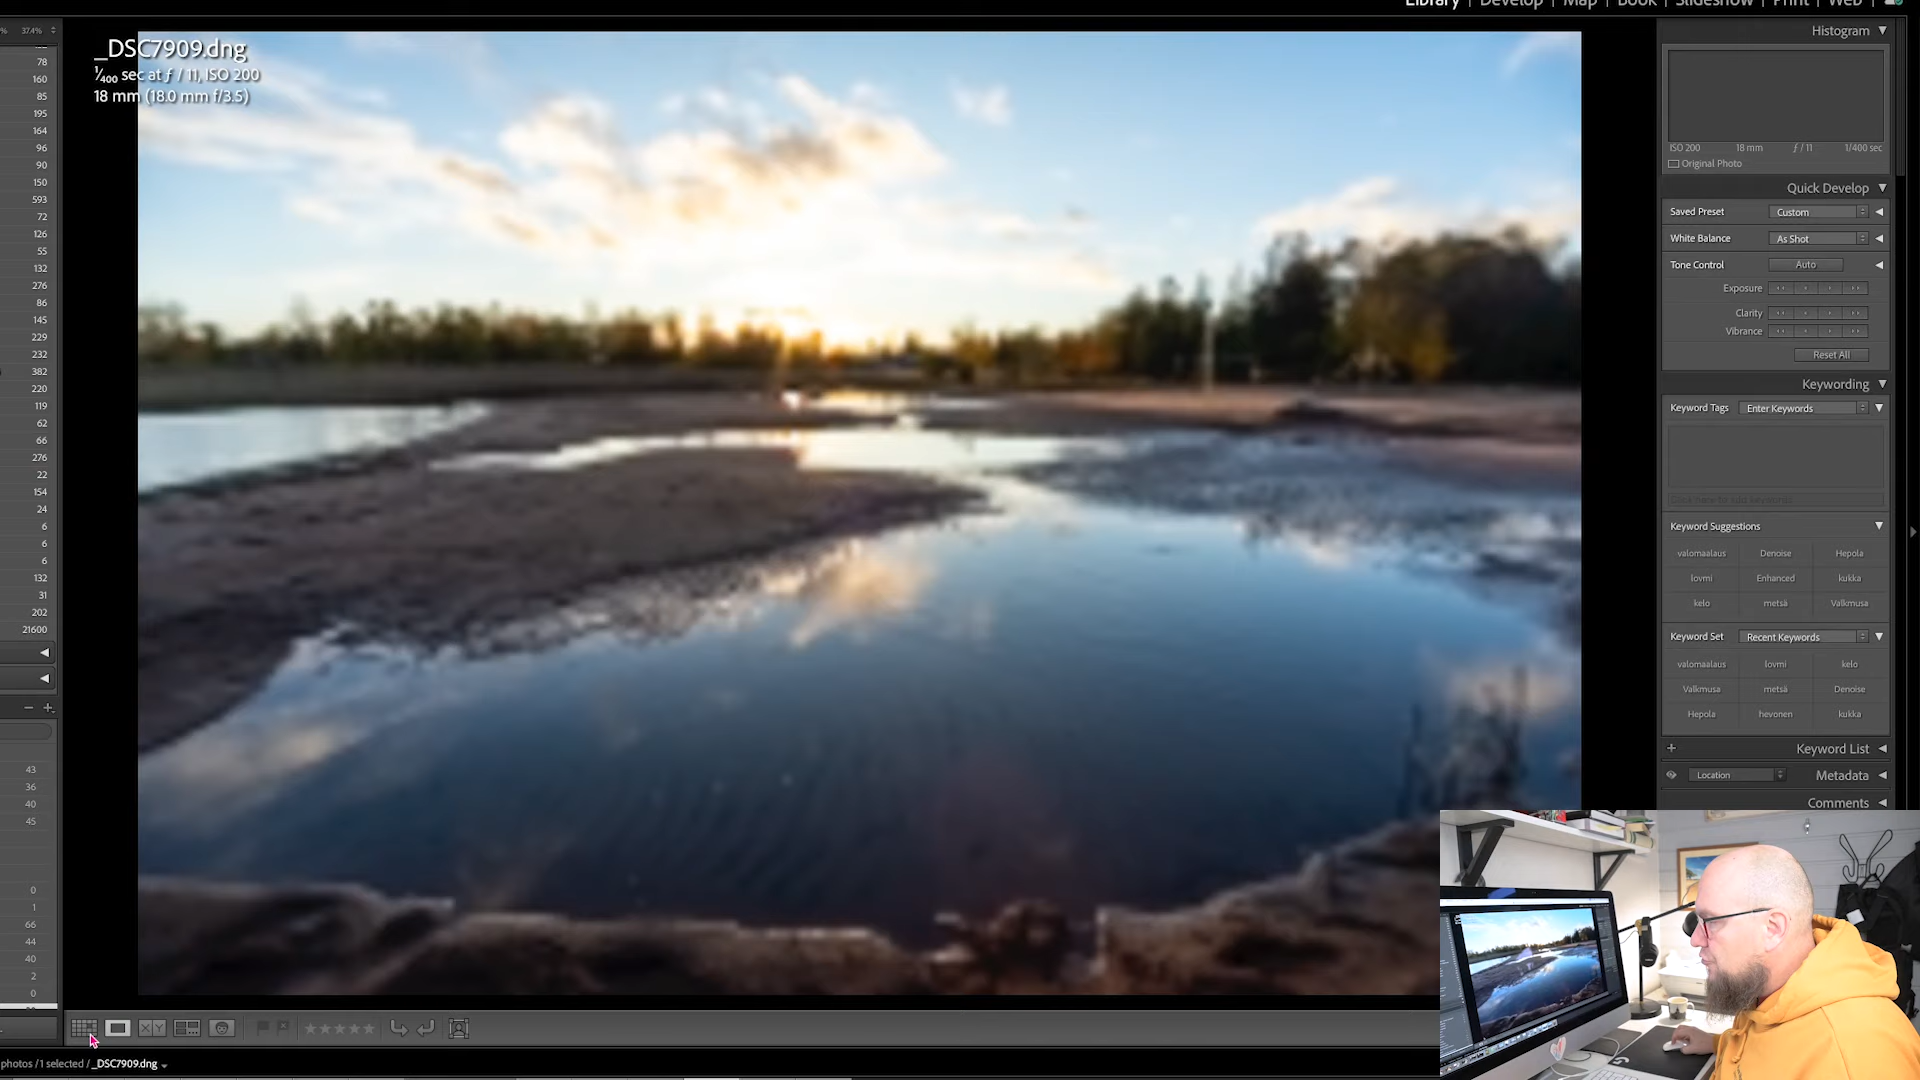 Library | Develop | Map | Book | Slideshow | Print | Web
37.4%
_DSC7909.dng
1/400 sec at ƒ / 11, ISO 200
18 mm (18.0 mm f/3.5)
78
160
85
195
164
96
90
150
593
72
126
55
132
276
86
145
229
232
382
220
119
62
66
276
22
154
24
6
6
6
132
31
202
21600
43
36
40
45
0
1
66
44
40
2
0
Histogram
ISO 200 18 mm ƒ / 11 1/400 sec
Original Photo
Quick Develop
Saved Preset Custom
White Balance As Shot
Tone Control Auto
Exposure
Clarity
Vibrance
Reset All
Keywording
Keyword Tags Enter Keywords
Keyword Suggestions
valomaalaus Denoise Hepola
lovmi Enhanced kukka
kelo metsä Valkmusa
Keyword Set Recent Keywords
valomaalaus lovmi kelo
Valkmusa metsä Denoise
Hepola hevonen kukka
+ Keyword List
Location Metadata
Comments
X Y
photos / 1 selected / _DSC7909.dng